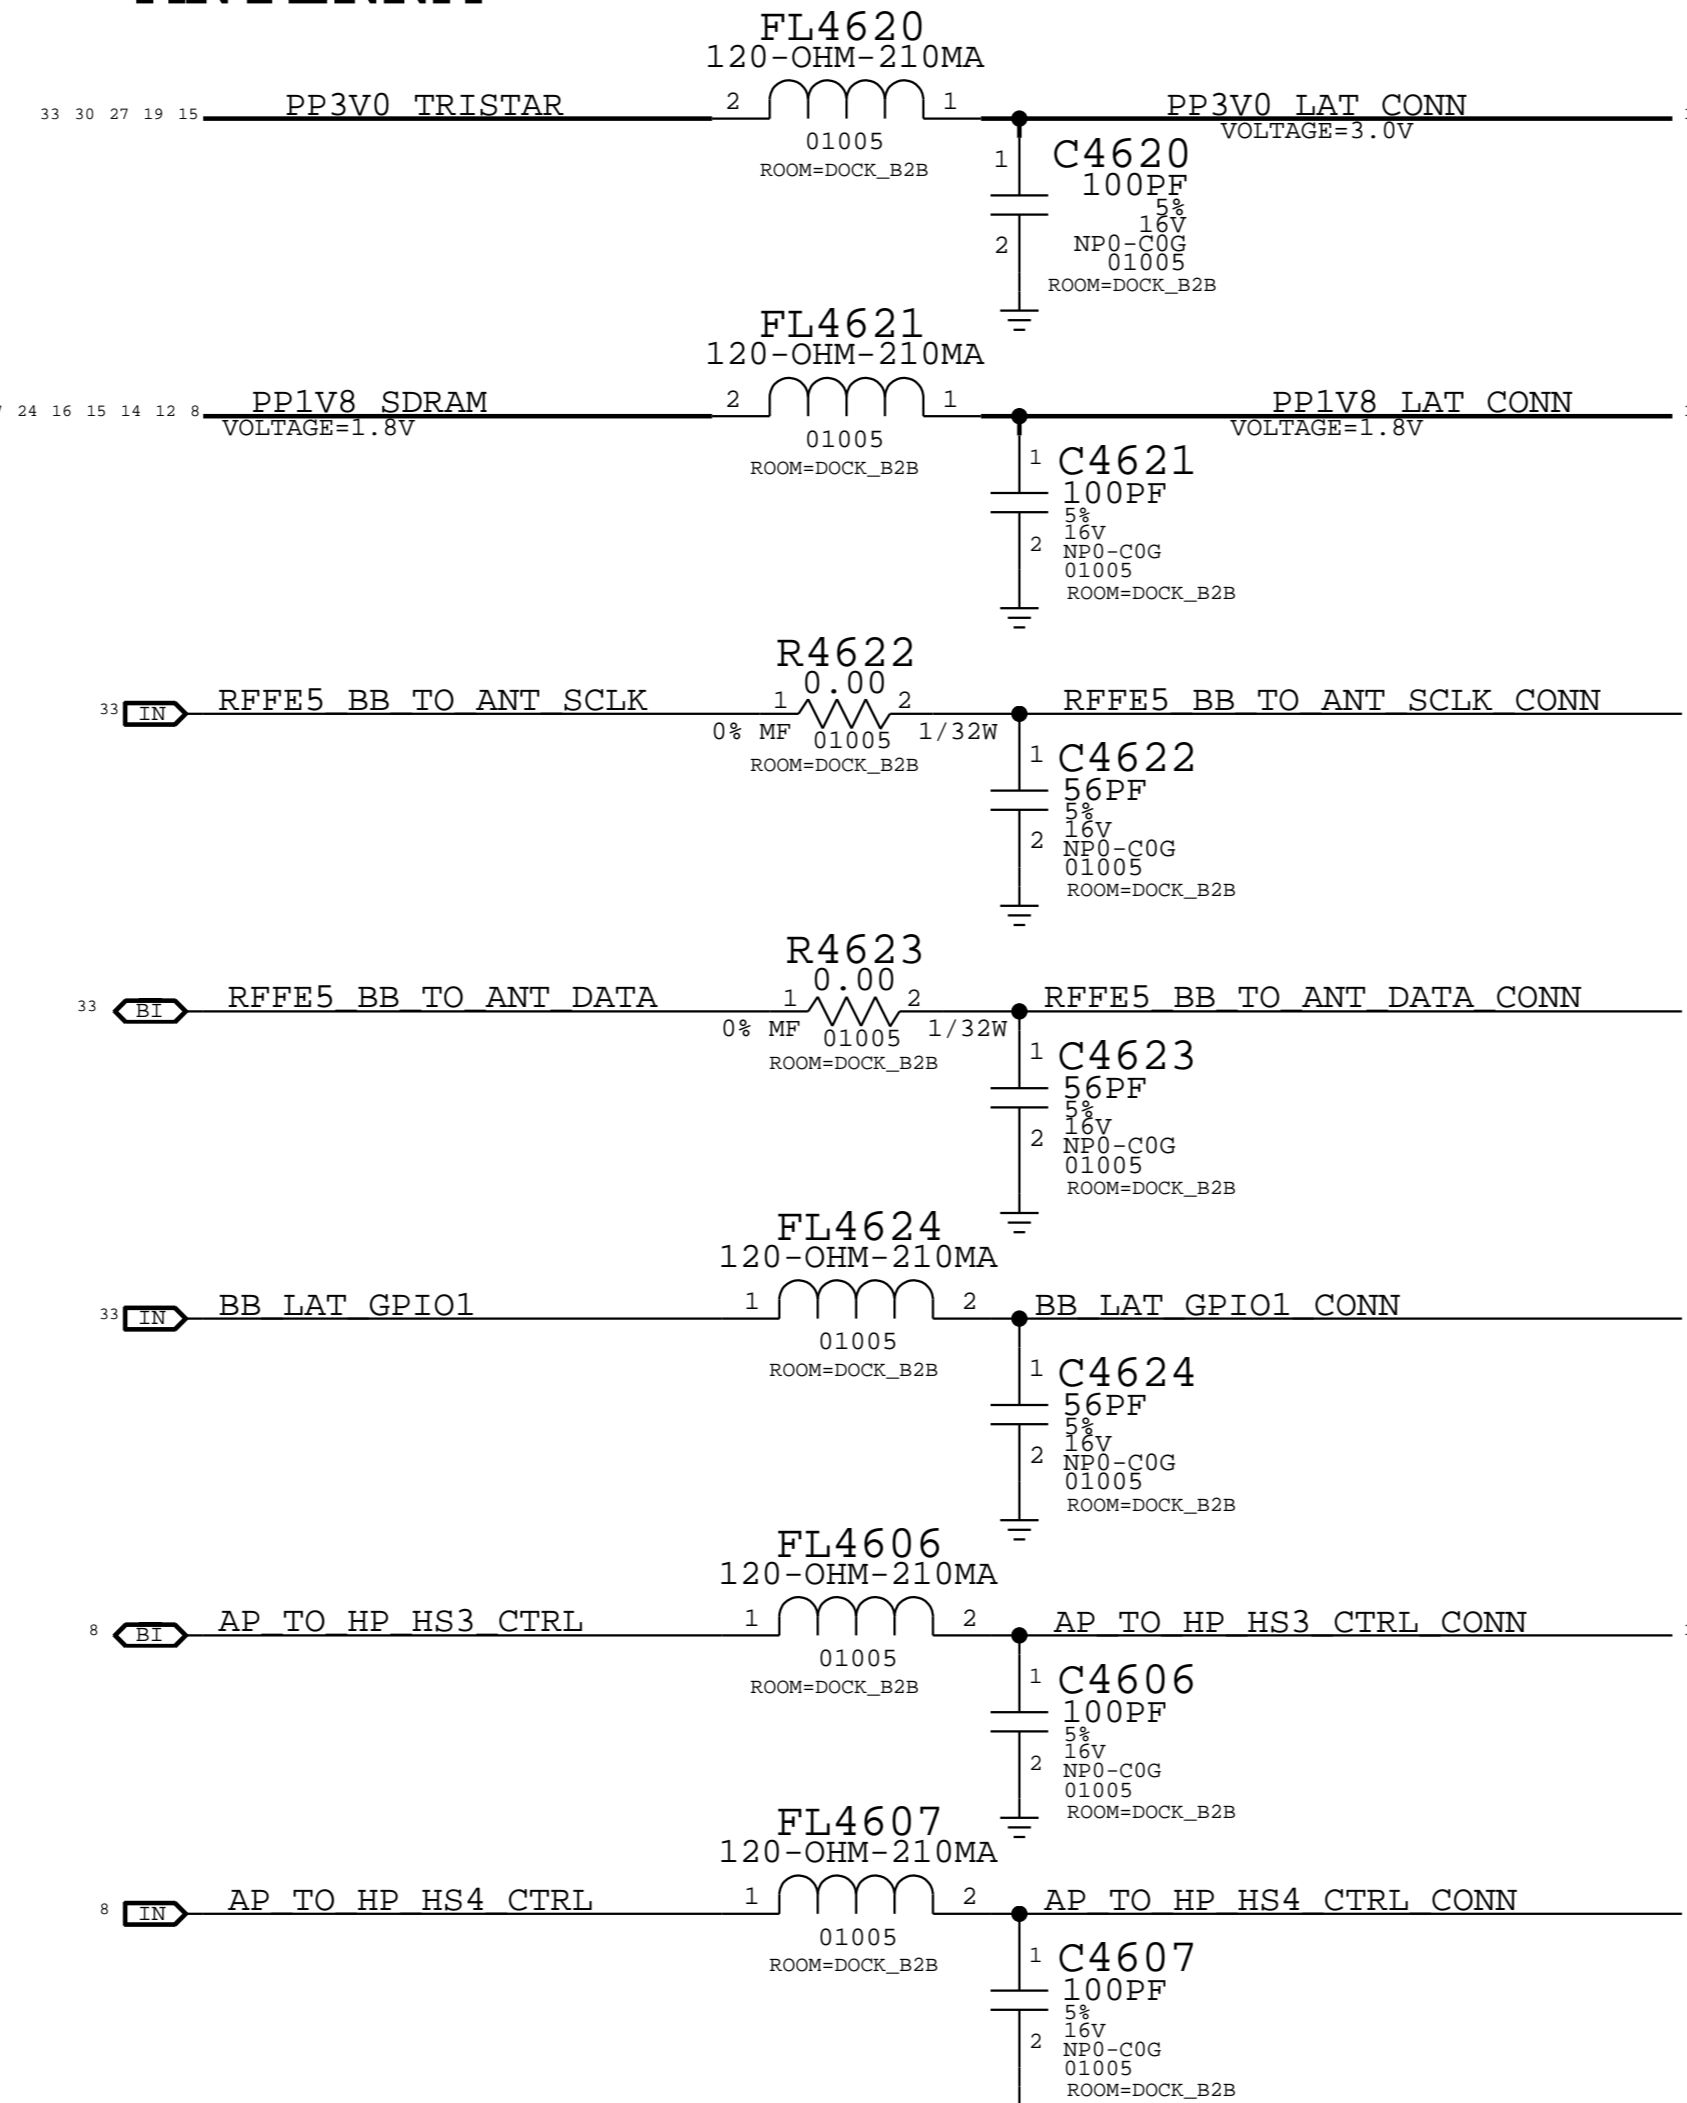 FL4620
120-OHM-210MA
33 30 27 19 15 PP3V0_TRISTAR 2 1 PP3V0_LAT_CONN
VOLTAGE=3.0V
01005
ROOM=DOCK_B2B
1 C4620
100PF
5%
16V
2 NP0-C0G
01005
ROOM=DOCK_B2B
FL4621
120-OHM-210MA
24 16 15 14 12 8 PP1V8_SDRAM 2 1 PP1V8_LAT_CONN
VOLTAGE=1.8V VOLTAGE=1.8V
01005
ROOM=DOCK_B2B
1 C4621
100PF
5%
16V
2 NP0-C0G
01005
ROOM=DOCK_B2B
R4622
0.00
33 IN RFFE5_BB_TO_ANT_SCLK 1 2 RFFE5_BB_TO_ANT_SCLK_CONN
0% MF 01005 1/32W
ROOM=DOCK_B2B
1 C4622
56PF
5%
16V
2 NP0-C0G
01005
ROOM=DOCK_B2B
R4623
0.00
33 BI RFFE5_BB_TO_ANT_DATA 1 2 RFFE5_BB_TO_ANT_DATA_CONN
0% MF 01005 1/32W
ROOM=DOCK_B2B
1 C4623
56PF
5%
16V
2 NP0-C0G
01005
ROOM=DOCK_B2B
FL4624
120-OHM-210MA
33 IN BB_LAT_GPIO1 1 2 BB_LAT_GPIO1_CONN
01005
ROOM=DOCK_B2B
1 C4624
56PF
5%
16V
2 NP0-C0G
01005
ROOM=DOCK_B2B
FL4606
120-OHM-210MA
8 BI AP_TO_HP_HS3_CTRL 1 2 AP_TO_HP_HS3_CTRL_CONN
01005
ROOM=DOCK_B2B
1 C4606
100PF
5%
16V
2 NP0-C0G
01005
ROOM=DOCK_B2B
FL4607
120-OHM-210MA
8 IN AP_TO_HP_HS4_CTRL 1 2 AP_TO_HP_HS4_CTRL_CONN
01005
ROOM=DOCK_B2B
1 C4607
100PF
5%
16V
2 NP0-C0G
01005
ROOM=DOCK_B2B